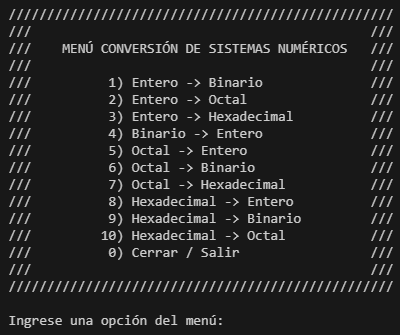 //////////////////////////////////////////////////
///                                            ///
///    MENÚ CONVERSIÓN DE SISTEMAS NUMÉRICOS   ///
///                                            ///
///          1) Entero -> Binario              ///
///          2) Entero -> Octal                ///
///          3) Entero -> Hexadecimal          ///
///          4) Binario -> Entero              ///
///          5) Octal -> Entero                ///
///          6) Octal -> Binario               ///
///          7) Octal -> Hexadecimal           ///
///          8) Hexadecimal -> Entero          ///
///          9) Hexadecimal -> Binario         ///
///         10) Hexadecimal -> Octal           ///
///          0) Cerrar / Salir                 ///
///                                            ///
//////////////////////////////////////////////////
Ingrese una opción del menú: